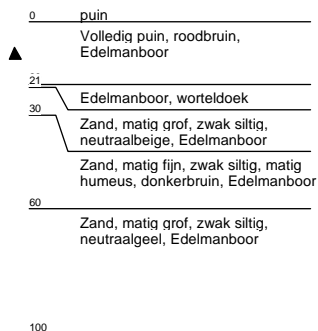 0 puin
Volledig puin, roodbruin,
Edelmanboor
21
Edelmanboor, worteldoek
30
Zand, matig grof, zwak siltig,
neutraalbeige, Edelmanboor
Zand, matig fijn, zwak siltig, matig
humeus, donkerbruin, Edelmanboor
60
Zand, matig grof, zwak siltig,
neutraalgeel, Edelmanboor
100